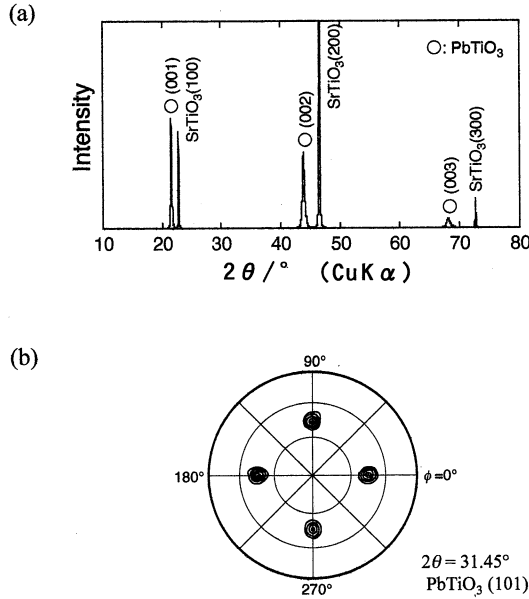 (a)
Intensity
○ (001)
SrTiO₃(100)
○ (002)
SrTiO₃(200)
○: PbTiO₃
○ (003)
SrTiO₃(300)
10 20 30 40 50 60 70 80
2θ/° (CuKα)
(b)
90°
180°
ϕ=0°
270°
2θ = 31.45°
PbTiO₃ (101)